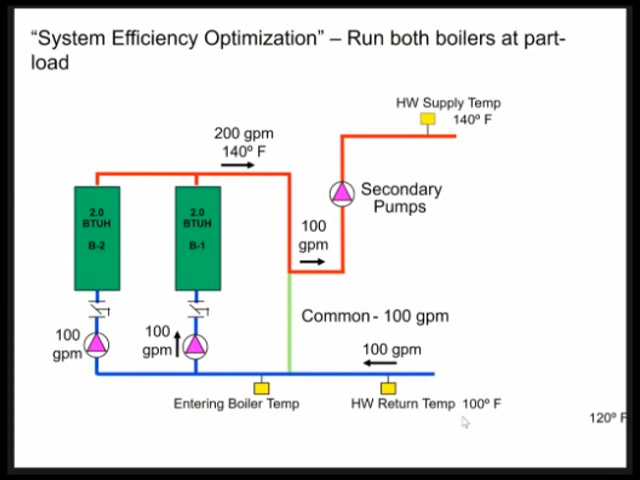 “System Efficiency Optimization” – Run both boilers at part-
load
HW Supply Temp
140º F
200 gpm
140º F
Secondary
Pumps
2.0
BTUH
B-2
2.0
BTUH
B-1
100
gpm
Common - 100 gpm
100
gpm
100
gpm
100 gpm
Entering Boiler Temp
HW Return Temp 100º F
120º F